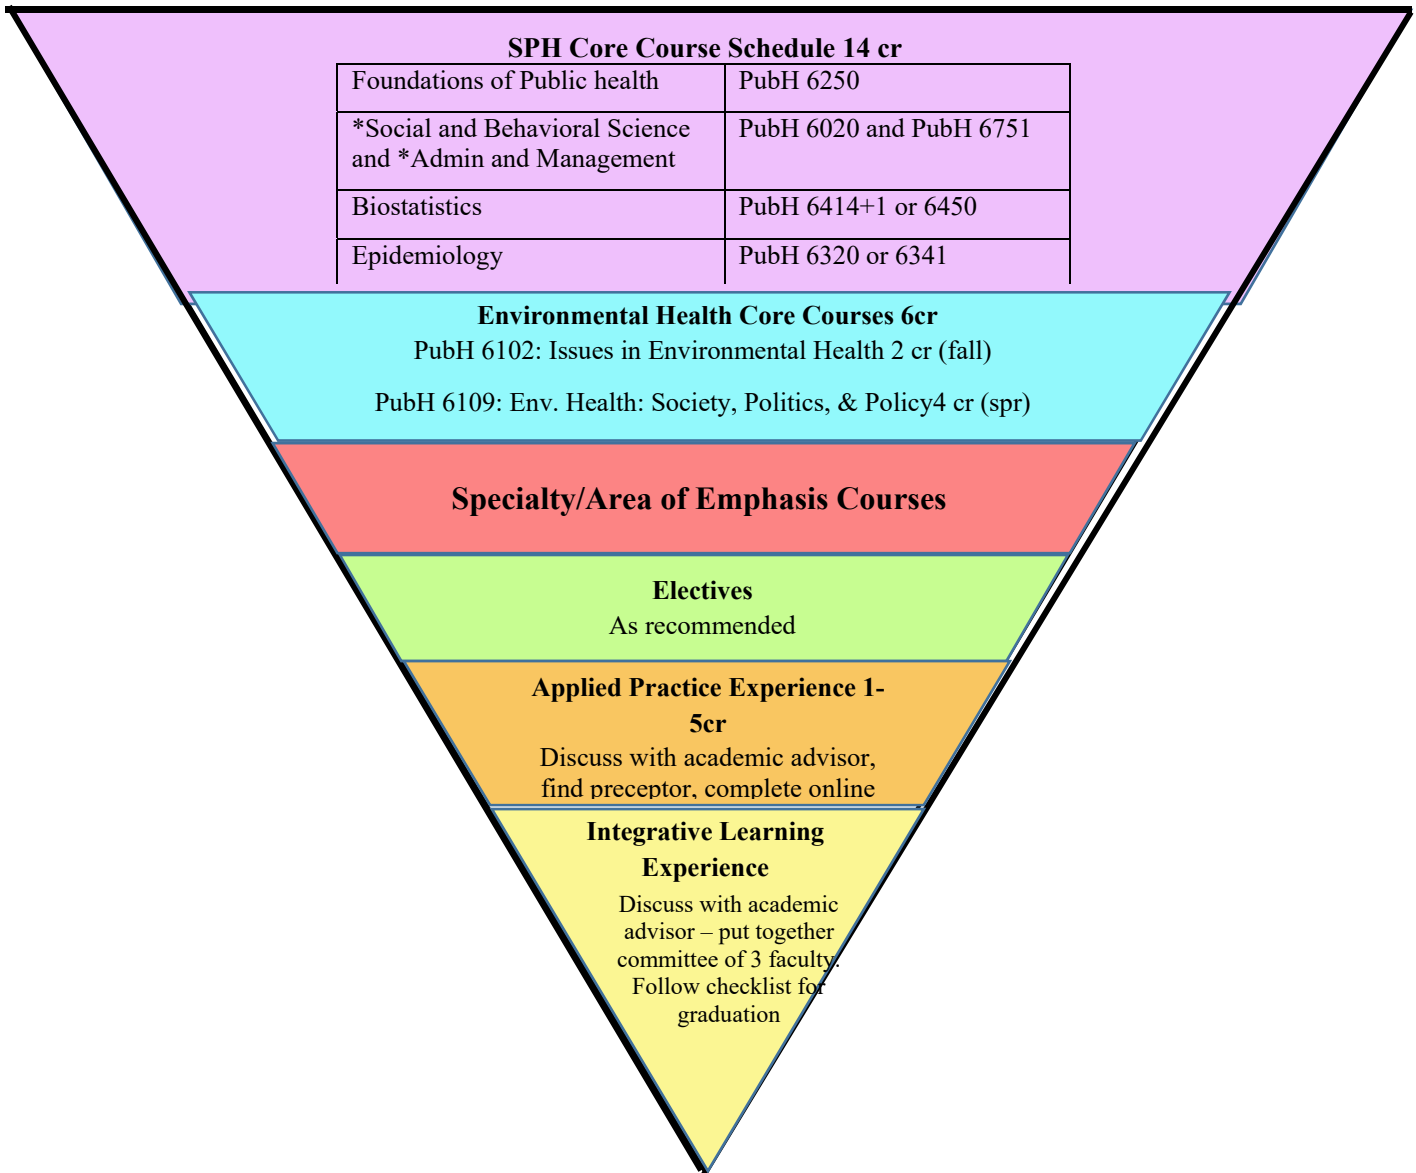 SPH Core Course Schedule 14 cr
Foundations of Public health PubH 6250
*Social and Behavioral Science PubH 6020 and PubH 6751
and *Admin and Management
Biostatistics PubH 6414+1 or 6450
Epidemiology PubH 6320 or 6341
Environmental Health Core Courses 6cr
PubH 6102: Issues in Environmental Health 2 cr (fall)
PubH 6109: Env. Health: Society, Politics, & Policy4 cr (spr)
Specialty/Area of Emphasis Courses
Electives
As recommended
Applied Practice Experience 1-
5cr
Discuss with academic advisor,
find preceptor, complete online
Integrative Learning
Experience
Discuss with academic
advisor – put together
committee of 3 faculty.
Follow checklist for
graduation